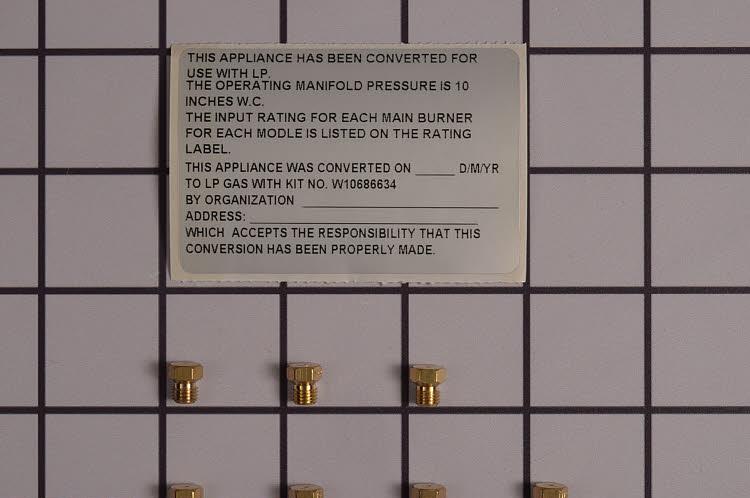 THIS APPLIANCE HAS BEEN CONVERTED FOR
USE WITH LP.
THE OPERATING MANIFOLD PRESSURE IS 10
INCHES W.C.
THE INPUT RATING FOR EACH MAIN BURNER
FOR EACH MODLE IS LISTED ON THE RATING
LABEL.
THIS APPLIANCE WAS CONVERTED ON ______ D/M/YR
TO LP GAS WITH KIT NO. W10686634
BY ORGANIZATION ______________________________
ADDRESS: ___________________________________
WHICH ACCEPTS THE RESPONSIBILITY THAT THIS
CONVERSION HAS BEEN PROPERLY MADE.